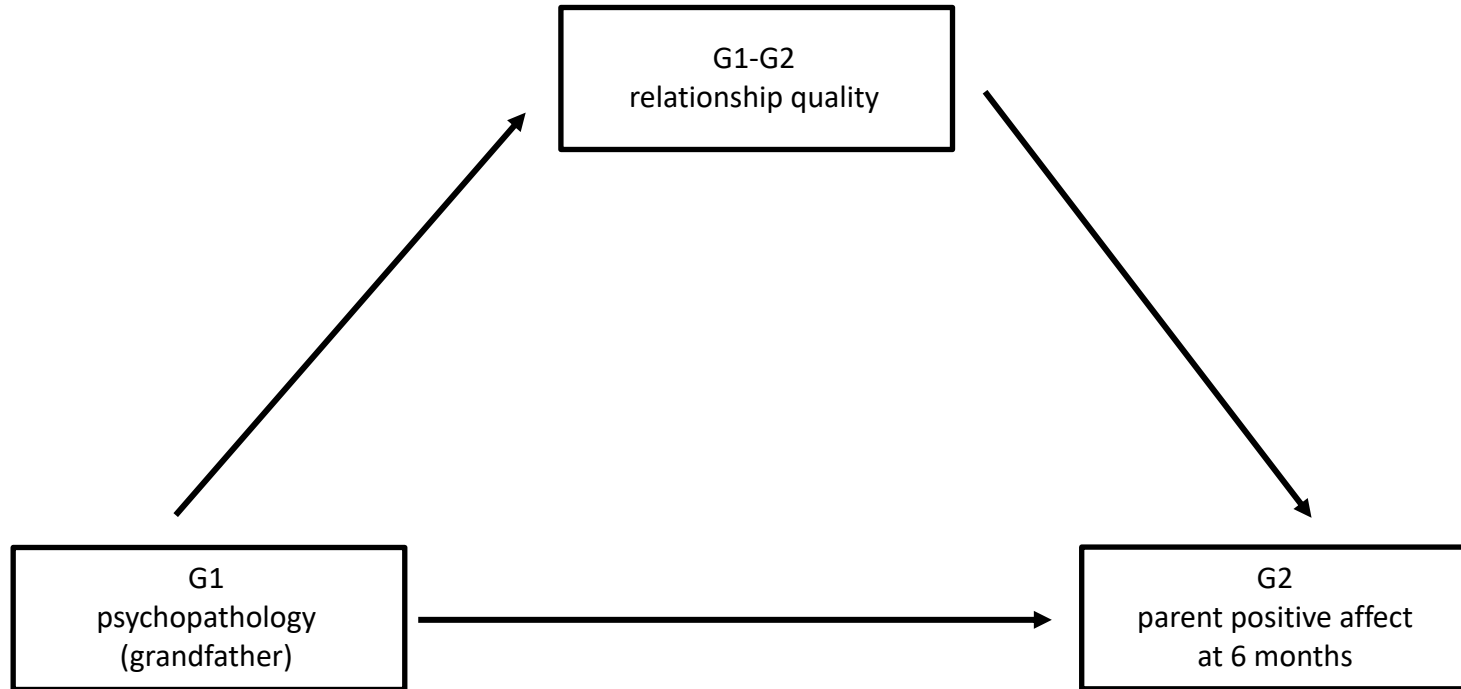 G1-G2
relationship quality
G1
psychopathology
(grandfather)
G2
parent positive affect
at 6 months